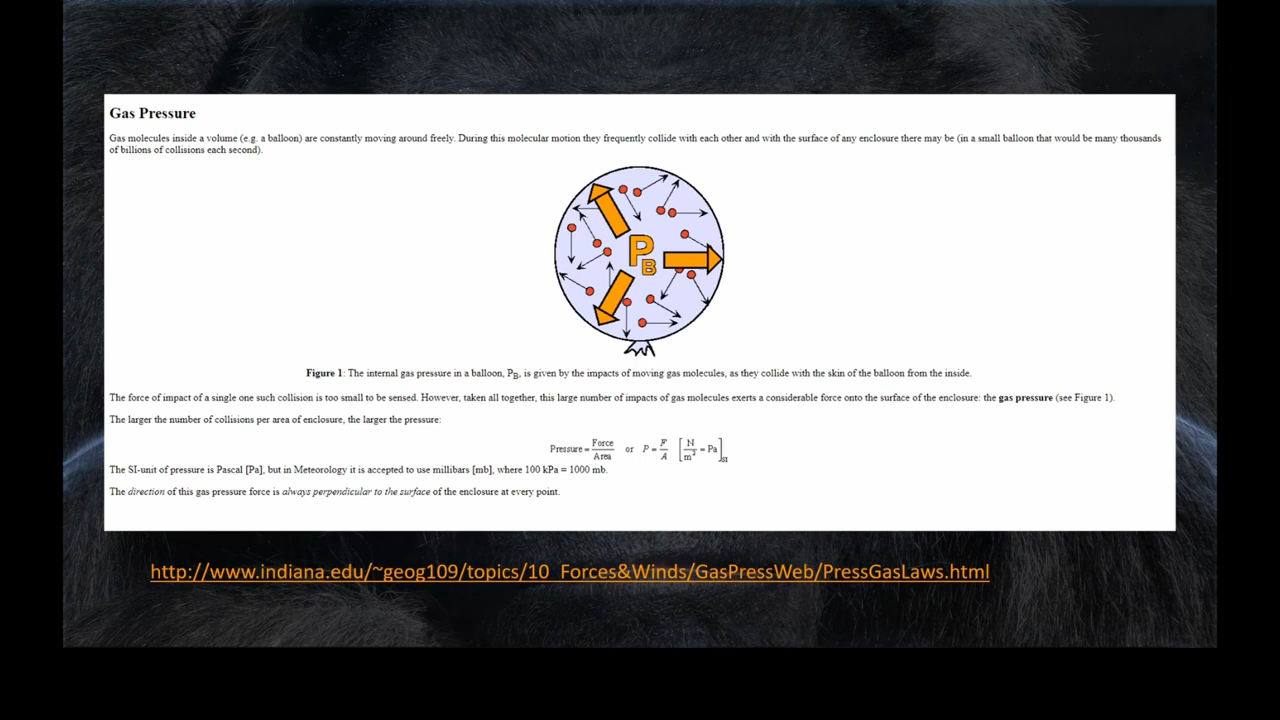 Gas Pressure
Gas molecules inside a volume (e.g. a balloon) are constantly moving around freely. During this molecular motion they frequently collide with each other and with the surface of any enclosure there may be (in a small balloon that would be many thousands
of billions of collisions each second).
P_B
Figure 1: The internal gas pressure in a balloon, P_B, is given by the impacts of moving gas molecules, as they collide with the skin of the balloon from the inside.
The force of impact of a single one such collision is too small to be sensed. However, taken all together, this large number of impacts of gas molecules exerts a considerable force onto the surface of the enclosure: the gas pressure (see Figure 1).
The larger the number of collisions per area of enclosure, the larger the pressure:
Pressure = Force/Area or P = F/A [N/m² = Pa]_SI
The SI-unit of pressure is Pascal [Pa], but in Meteorology it is accepted to use millibars [mb], where 100 kPa = 1000 mb.
The direction of this gas pressure force is always perpendicular to the surface of the enclosure at every point.
http://www.indiana.edu/~geog109/topics/10_Forces&Winds/GasPressWeb/PressGasLaws.html